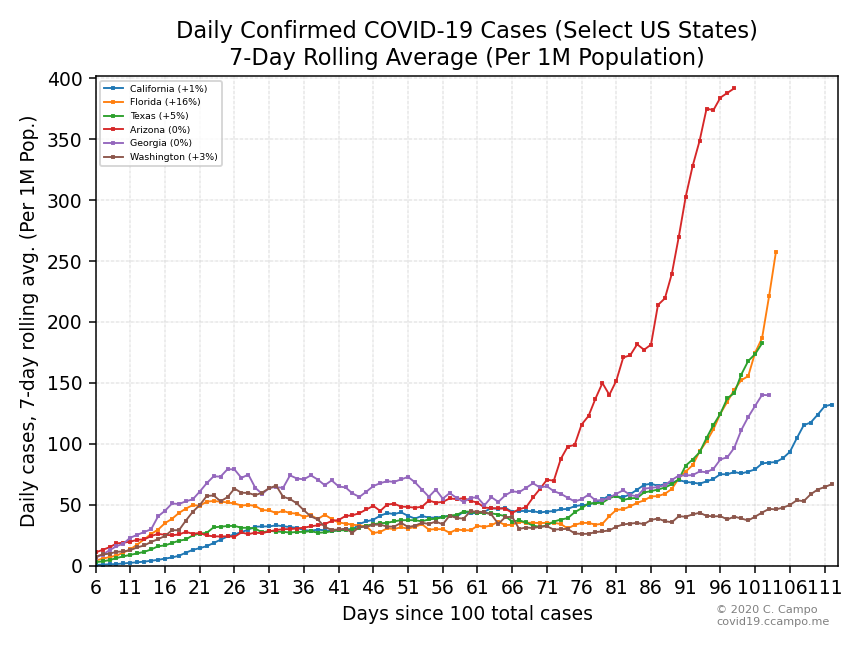 Daily Confirmed COVID-19 Cases (Select US States)
7-Day Rolling Average (Per 1M Population)
Daily cases, 7-day rolling avg. (Per 1M Pop.)
400
350
300
250
200
150
100
50
0
California (+1%)
Florida (+16%)
Texas (+5%)
Arizona (0%)
Georgia (0%)
Washington (+3%)
6 11 16 21 26 31 36 41 46 51 56 61 66 71 76 81 86 91 96 101 106 111
Days since 100 total cases
© 2020 C. Campo
covid19.ccampo.me